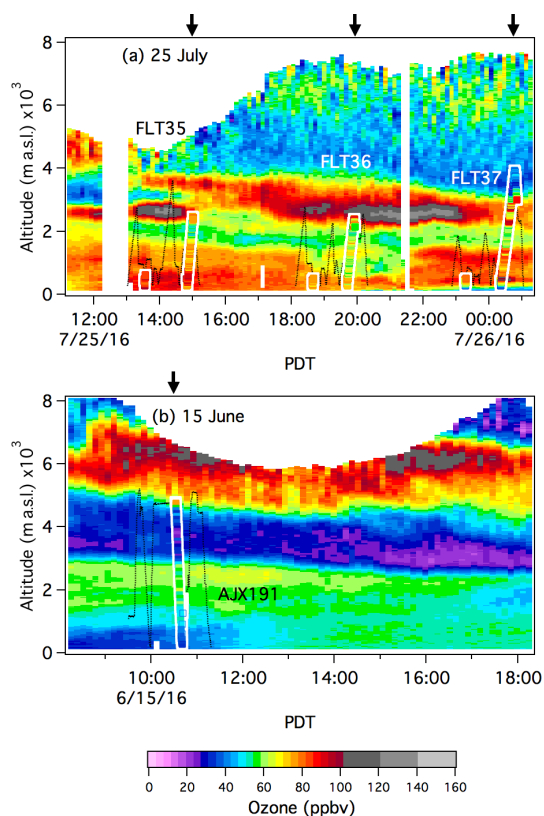 (a) 25 July
8
6
4
2
0
Altitude (m a.s.l.) x10³
FLT35
FLT36
FLT37
12:00 14:00 16:00 18:00 20:00 22:00 00:00
7/25/16 7/26/16
PDT
(b) 15 June
8
6
4
2
0
Altitude (m a.s.l.) x10³
AJX191
10:00 12:00 14:00 16:00 18:00
6/15/16
PDT
0 20 40 60 80 100 120 140 160
Ozone (ppbv)